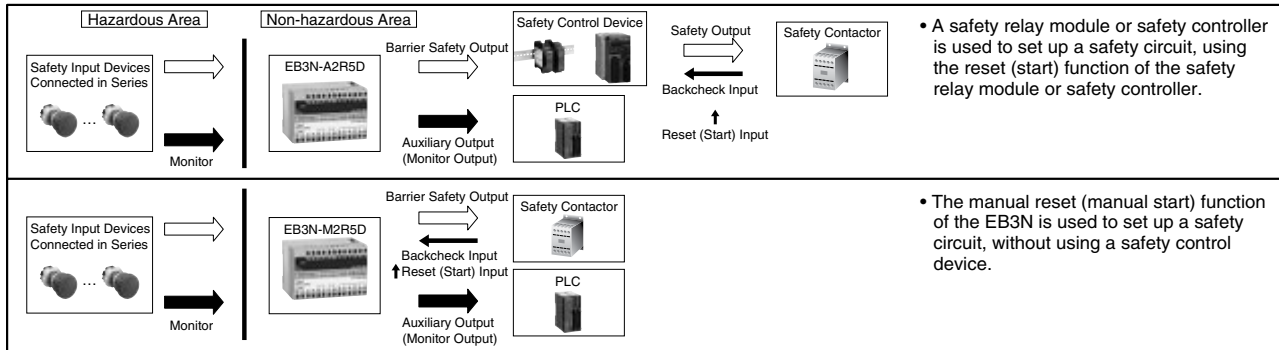 Hazardous Area
Non-hazardous Area
Safety Input Devices
Connected in Series
...
Monitor
EB3N-A2R5D
Barrier Safety Output
Auxiliary Output
(Monitor Output)
Safety Control Device
PLC
Safety Output
Backcheck Input
Reset (Start) Input
Safety Contactor
• A safety relay module or safety controller
is used to set up a safety circuit, using
the reset (start) function of the safety
relay module or safety controller.
Safety Input Devices
Connected in Series
...
Monitor
EB3N-M2R5D
Barrier Safety Output
Backcheck Input
Reset (Start) Input
Auxiliary Output
(Monitor Output)
Safety Contactor
PLC
• The manual reset (manual start) function
of the EB3N is used to set up a safety
circuit, without using a safety control
device.